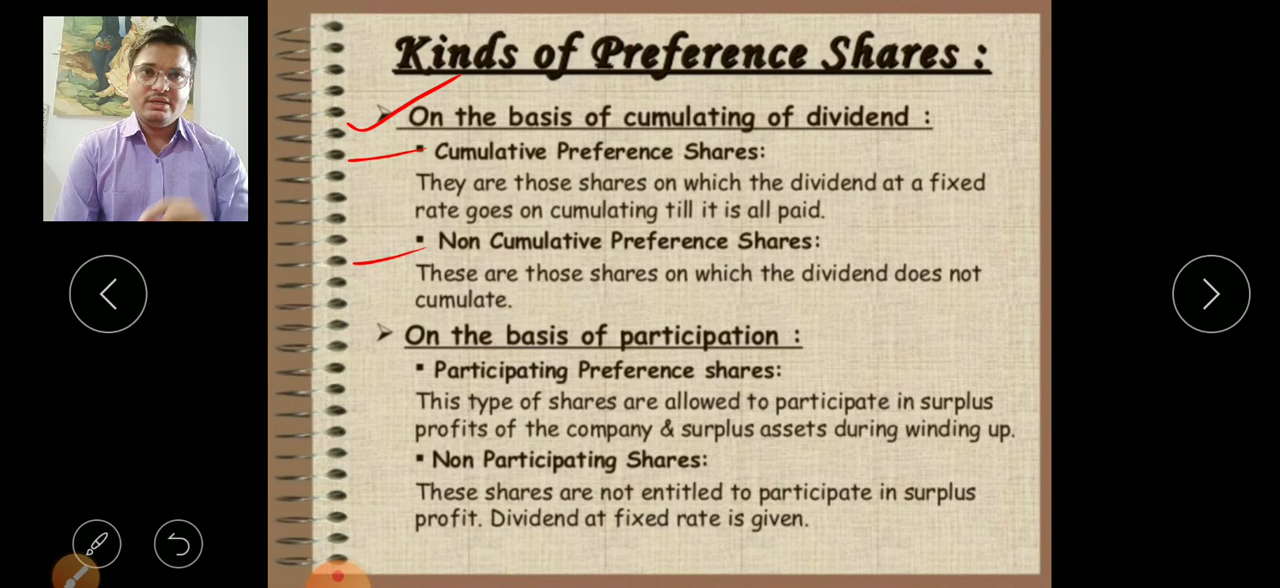 Kinds of Preference Shares :
On the basis of cumulating of dividend :
Cumulative Preference Shares:
They are those shares on which the dividend at a fixed
rate goes on cumulating till it is all paid.
Non Cumulative Preference Shares:
These are those shares on which the dividend does not
cumulate.
On the basis of participation :
Participating Preference shares:
This type of shares are allowed to participate in surplus
profits of the company & surplus assets during winding up.
Non Participating Shares:
These shares are not entitled to participate in surplus
profit. Dividend at fixed rate is given.